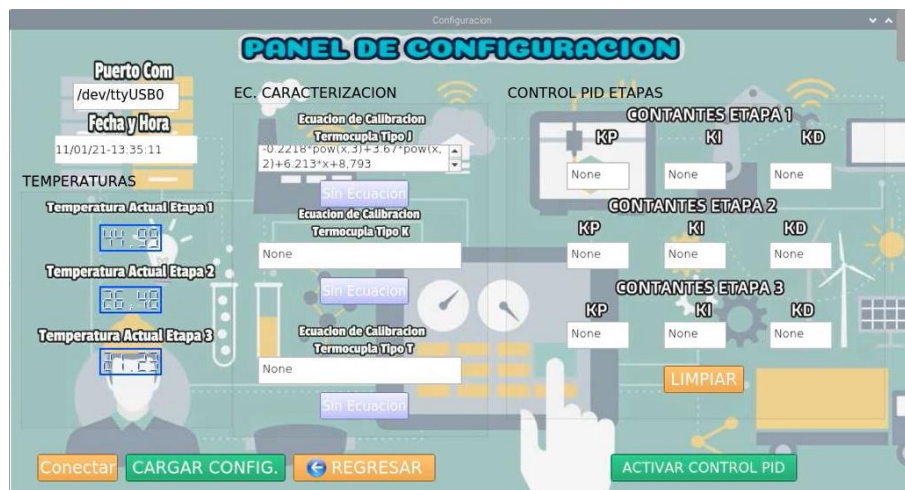 Configuracion
PANEL DE CONFIGURACION
Puerto Com
/dev/ttyUSB0
Fecha y Hora
11/01/21-13:35:11
TEMPERATURAS
Temperatura Actual Etapa 1
44.98
Temperatura Actual Etapa 2
26.48
Temperatura Actual Etapa 3
21.23
EC. CARACTERIZACION
Ecuacion de Calibracion
Termocupla Tipo J
-0.2218*pow(x,3)+3.67*pow(x,
2)+6.213*x+8.793
Sin Ecuacion
Ecuacion de Calibracion
Termocupla Tipo K
None
Sin Ecuacion
Ecuacion de Calibracion
Termocupla Tipo T
None
Sin Ecuacion
CONTROL PID ETAPAS
CONTANTES ETAPA 1
KP KI KD
None None None
CONTANTES ETAPA 2
KP KI KD
None None None
CONTANTES ETAPA 3
KP KI KD
None None None
LIMPIAR
Conectar CARGAR CONFIG. REGRESAR ACTIVAR CONTROL PID